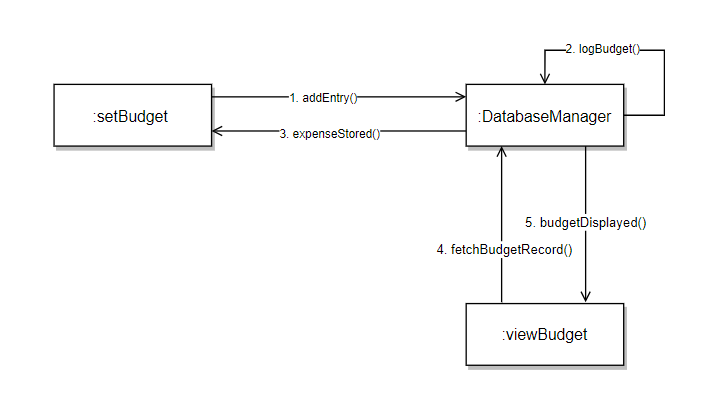 2. logBudget()
1. addEntry()
:setBudget
:DatabaseManager
3. expenseStored()
5. budgetDisplayed()
4. fetchBudgetRecord()
:viewBudget